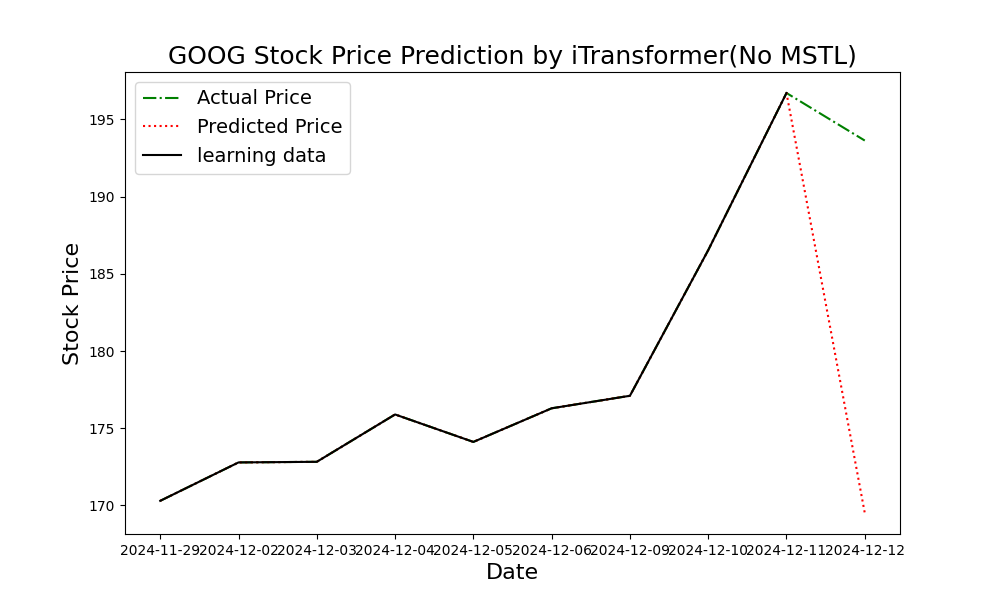 GOOG Stock Price Prediction by iTransformer(No MSTL)
Actual Price
Predicted Price
learning data
195
190
185
180
175
170
Stock Price
2024-11-29 2024-12-02 2024-12-03 2024-12-04 2024-12-05 2024-12-06 2024-12-09 2024-12-10 2024-12-11 2024-12-12
Date